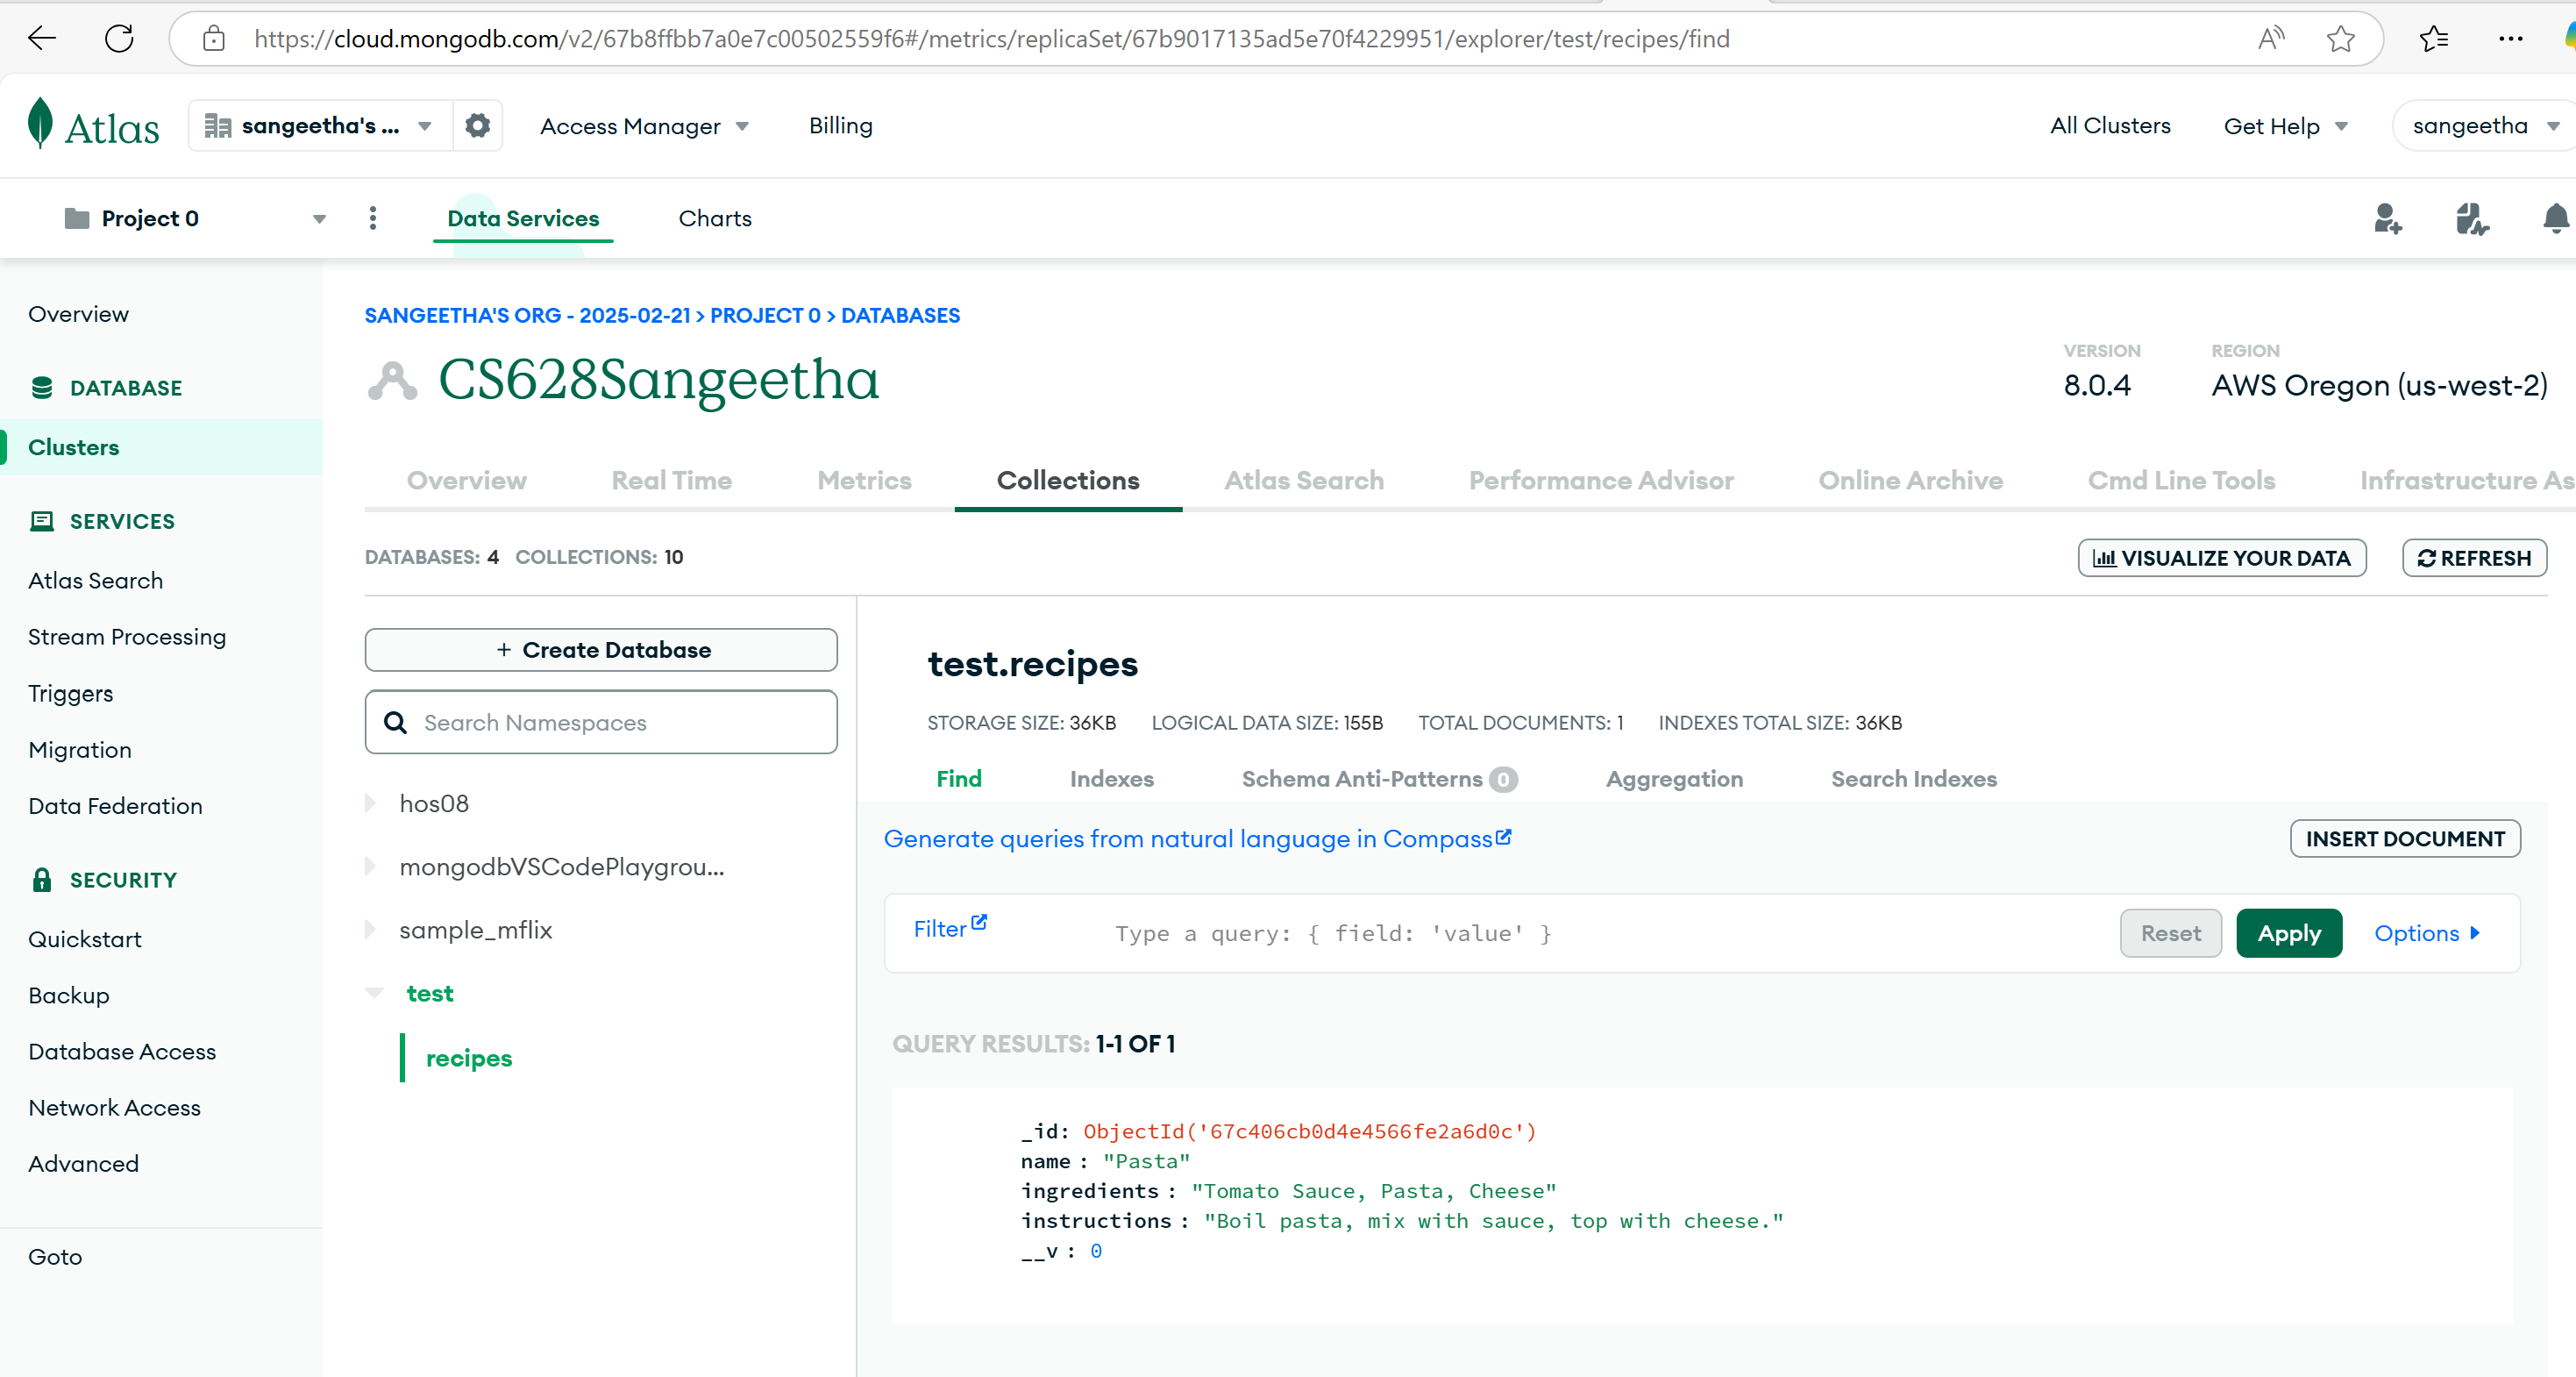 https://cloud.mongodb.com/v2/67b8ffbb7a0e7c00502559f6#/metrics/replicaSet/67b9017135ad5e70f4229951/explorer/test/recipes/find
Atlas
sangeetha's ...
Access Manager
Billing
All Clusters
Get Help
sangeetha
Project 0
Data Services
Charts
Overview
DATABASE
Clusters
SERVICES
Atlas Search
Stream Processing
Triggers
Migration
Data Federation
SECURITY
Quickstart
Backup
Database Access
Network Access
Advanced
Goto
SANGEETHA'S ORG - 2025-02-21 > PROJECT 0 > DATABASES
CS628Sangeetha
VERSION
8.0.4
REGION
AWS Oregon (us-west-2)
Overview
Real Time
Metrics
Collections
Atlas Search
Performance Advisor
Online Archive
Cmd Line Tools
Infrastructure As
DATABASES: 4 COLLECTIONS: 10
VISUALIZE YOUR DATA
REFRESH
+ Create Database
Search Namespaces
hos08
mongodbVSCodePlaygrou...
sample_mflix
test
recipes
test.recipes
STORAGE SIZE: 36KB LOGICAL DATA SIZE: 155B TOTAL DOCUMENTS: 1 INDEXES TOTAL SIZE: 36KB
Find
Indexes
Schema Anti-Patterns 0
Aggregation
Search Indexes
Generate queries from natural language in Compass
INSERT DOCUMENT
Filter
Type a query: { field: 'value' }
Reset
Apply
Options
QUERY RESULTS: 1-1 OF 1
_id: ObjectId('67c406cb0d4e4566fe2a6d0c')
name : "Pasta"
ingredients : "Tomato Sauce, Pasta, Cheese"
instructions : "Boil pasta, mix with sauce, top with cheese."
__v : 0